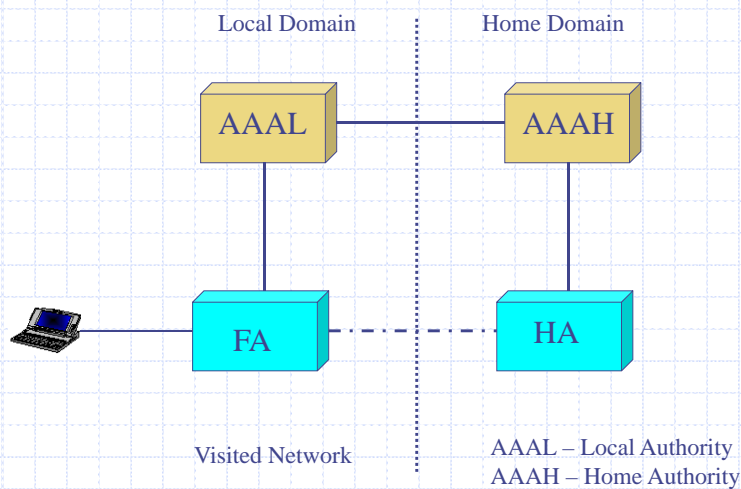 Local Domain
Home Domain
AAAL
AAAH
FA
HA
Visited Network
AAAL – Local Authority
AAAH – Home Authority